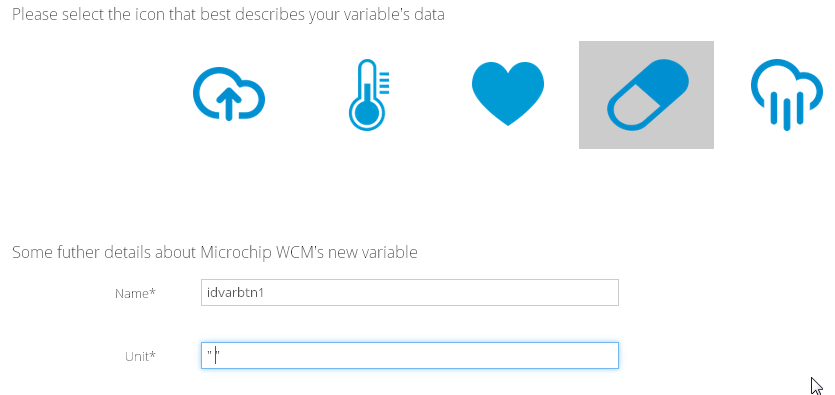 Please select the icon that best describes your variable's data
Some futher details about Microchip WCM's new variable
Name*
idvarbtn1
Unit*
" "